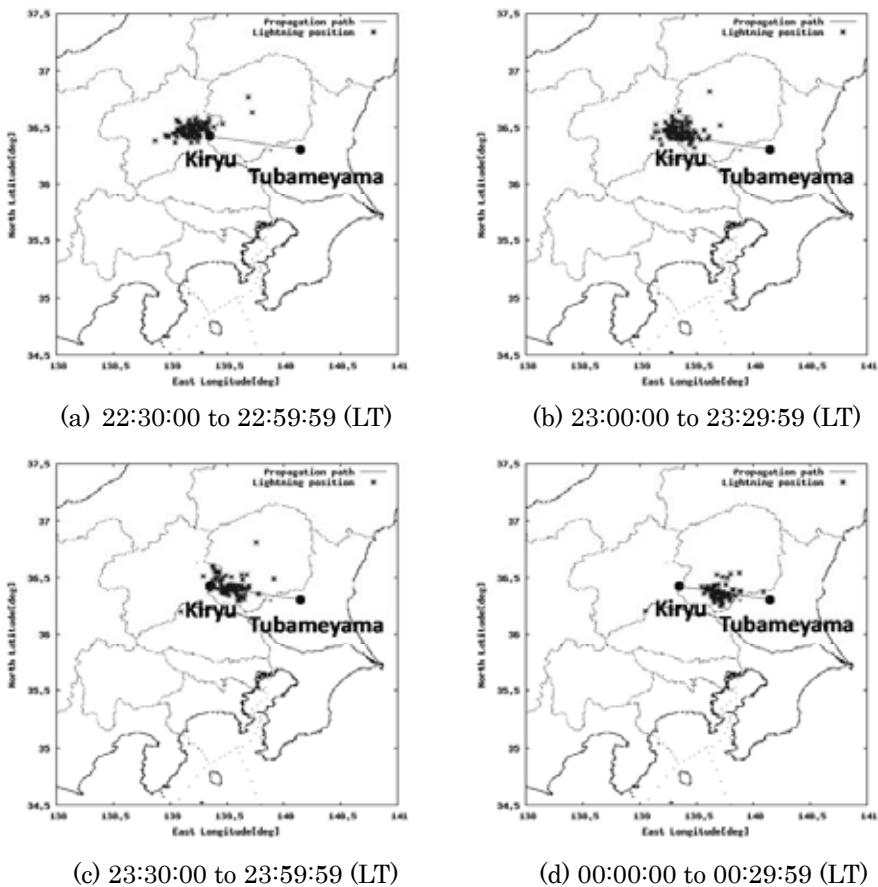 37,5
Propagation path
Lightning position
37
36,5
36
35,5
35
34,5
North Latitude[deg]
Kiryu
Tubameyama
138
138,5
139
139,5
140
140,5
141
East Longitude[deg]
(a) 22:30:00 to 22:59:59 (LT)
37,5
Propagation path
Lightning position
37
36,5
36
35,5
35
34,5
North Latitude[deg]
Kiryu
Tubameyama
138
138,5
139
139,5
140
140,5
141
East Longitude[deg]
(b) 23:00:00 to 23:29:59 (LT)
37,5
Propagation path
Lightning position
37
36,5
36
35,5
35
34,5
North Latitude[deg]
Kiryu
Tubameyama
138
138,5
139
139,5
140
140,5
141
East Longitude[deg]
(c) 23:30:00 to 23:59:59 (LT)
37,5
Propagation path
Lightning position
37
36,5
36
35,5
35
34,5
North Latitude[deg]
Kiryu
Tubameyama
138
138,5
139
139,5
140
140,5
141
East Longitude[deg]
(d) 00:00:00 to 00:29:59 (LT)